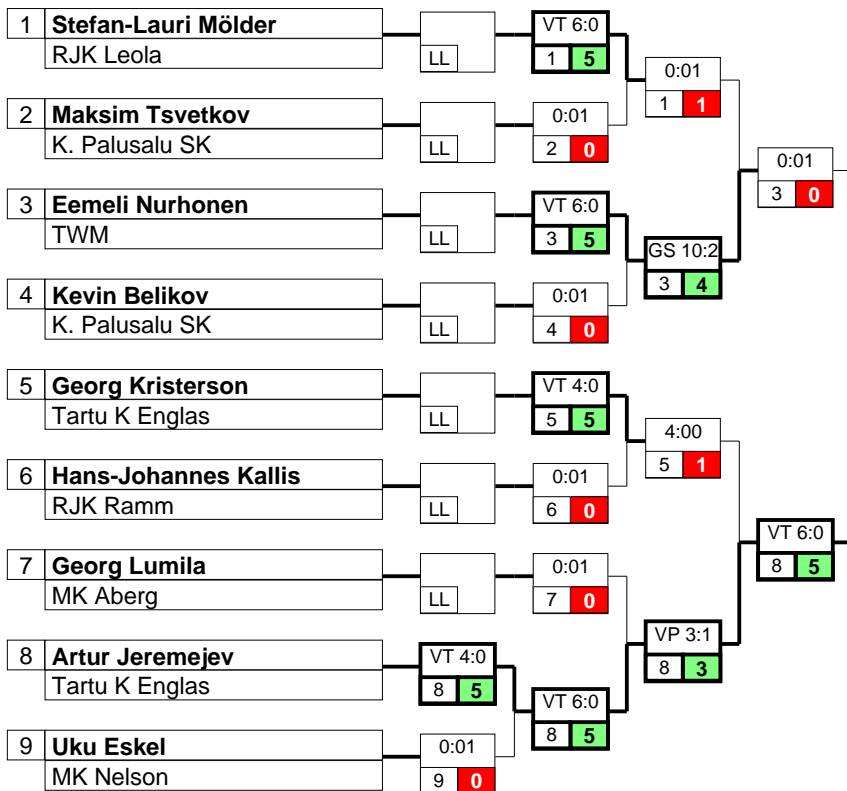 1 Stefan-Lauri Mölder
RJK Leola
LL
VT 6:0
1 5
0:01
1 1
2 Maksim Tsvetkov
K. Palusalu SK
LL
0:01
2 0
0:01
3 0
3 Eemeli Nurhonen
TWM
LL
VT 6:0
3 5
GS 10:2
3 4
4 Kevin Belikov
K. Palusalu SK
LL
0:01
4 0
5 Georg Kristerson
Tartu K Englas
LL
VT 4:0
5 5
4:00
5 1
6 Hans-Johannes Kallis
RJK Ramm
LL
0:01
6 0
VT 6:0
8 5
7 Georg Lumila
MK Aberg
LL
0:01
7 0
VP 3:1
8 3
8 Artur Jeremejev
Tartu K Englas
VT 4:0
8 5
VT 6:0
8 5
9 Uku Eskel
MK Nelson
0:01
9 0